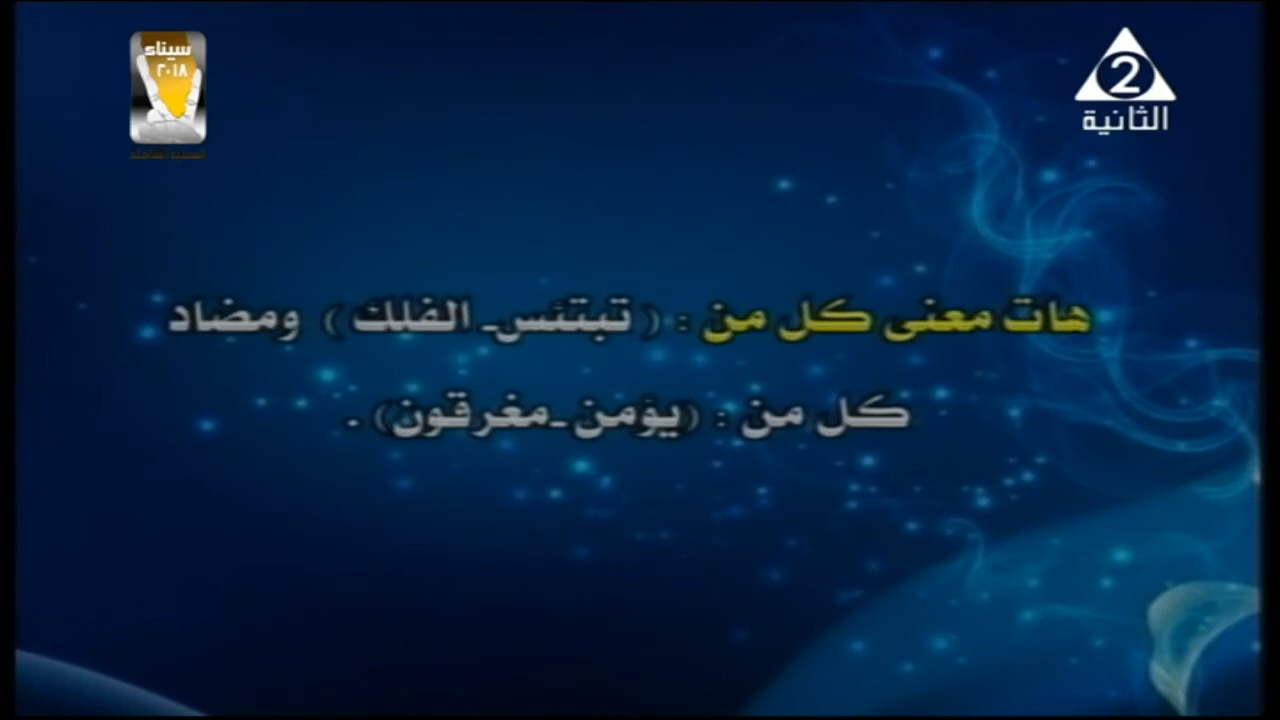 سيناء
٢٠١٨
2
الثانية
هات معنى كل من : ( تبتئس- الفلك ) ومضاد
كل من : (يؤمن-مغرقون) .